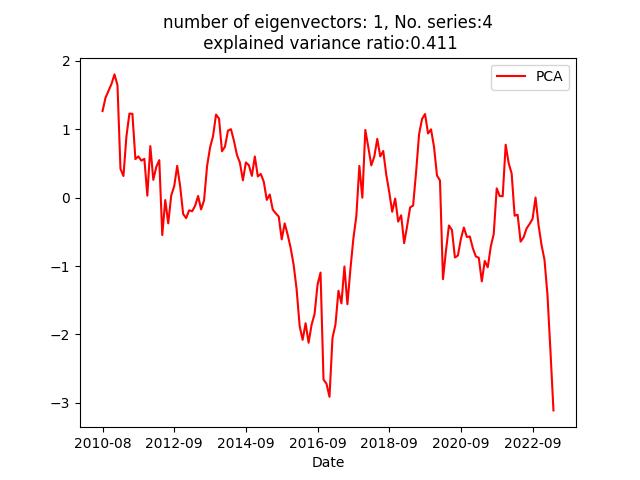 number of eigenvectors: 1, No. series:4
explained variance ratio:0.411
2
PCA
1
0
−1
−2
−3
2010-08 2012-09 2014-09 2016-09 2018-09 2020-09 2022-09
Date